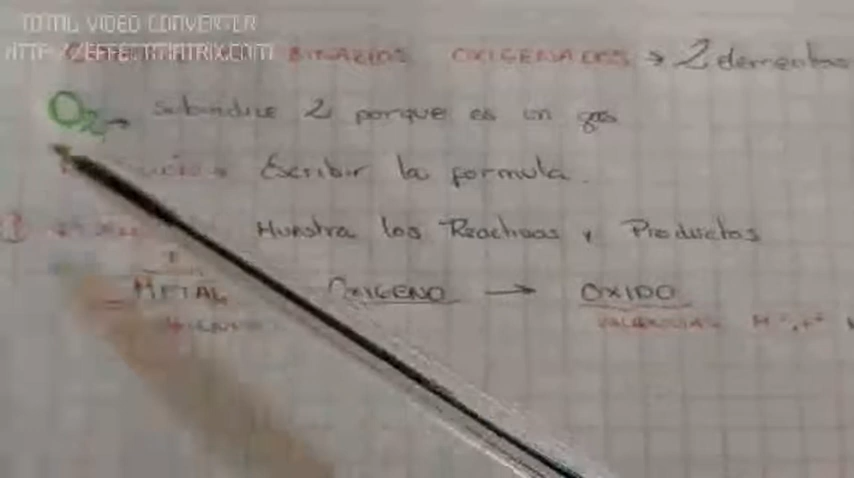 TOTAL VIDEO CONVERTER
HTTP://EFFECTMATRIX.COM
BINARIOS OXIGENADOS → 2 elementos
O2 → Subindice 2 porque es un gas
Escribir la formula.
Muestra los Reactivos y Productos
METAL OXIGENO → OXIDO
VALENCIAS